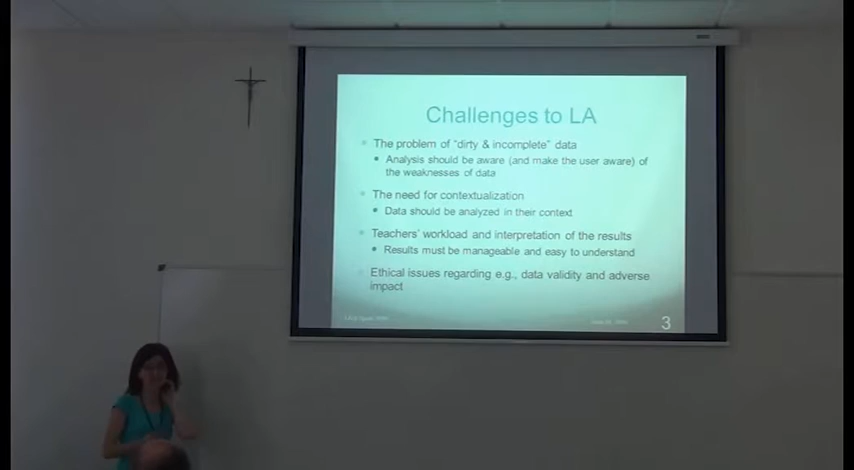 Challenges to LA
The problem of "dirty & incomplete" data
Analysis should be aware (and make the user aware) of
the weaknesses of data
The need for contextualization
Data should be analyzed in their context
Teachers' workload and interpretation of the results
Results must be manageable and easy to understand
Ethical issues regarding e.g., data validity and adverse
impact
3